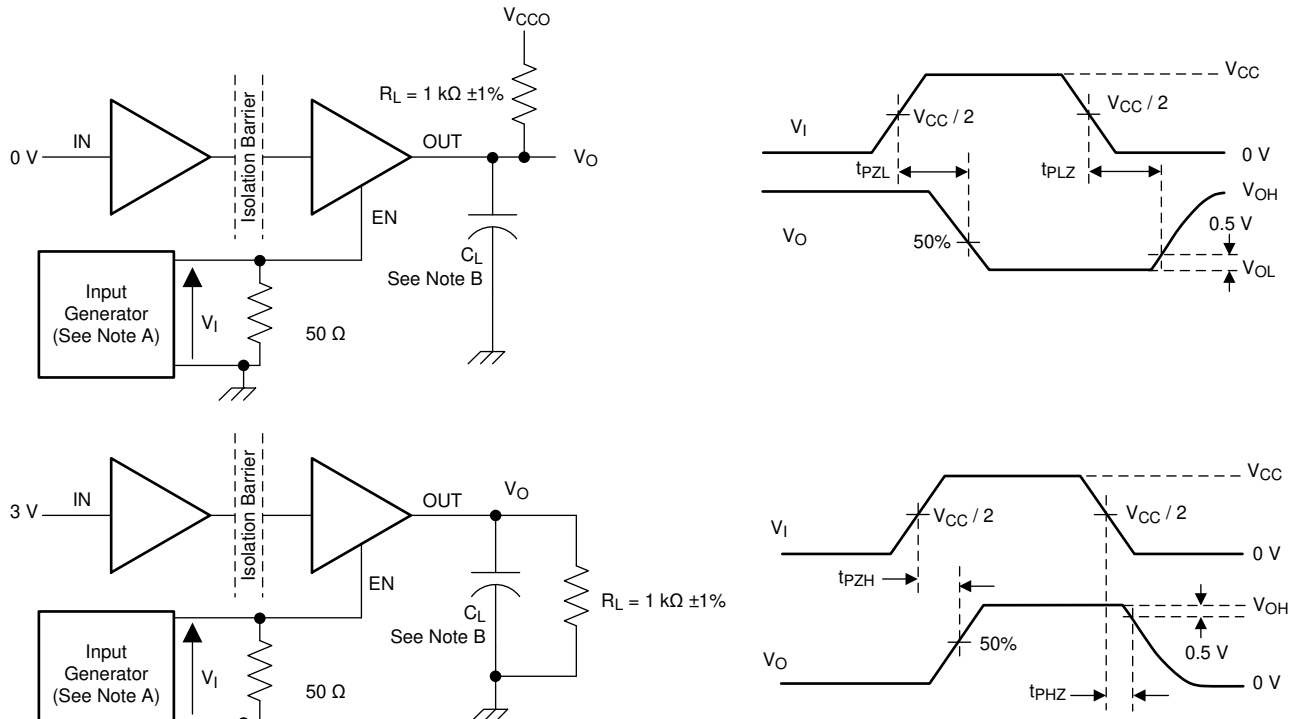 VCCO
RL = 1 kΩ ±1%
0 V
IN
Isolation Barrier
OUT
VO
EN
CL
See Note B
Input
Generator
(See Note A)
VI
50 Ω
VCC
VCC / 2
VCC / 2
VI
0 V
tPZL
tPLZ
VOH
0.5 V
VO
50%
VOL
3 V
IN
Isolation Barrier
OUT
VO
EN
CL
See Note B
RL = 1 kΩ ±1%
Input
Generator
(See Note A)
VI
50 Ω
VCC
VCC / 2
VCC / 2
VI
0 V
tPZH
VOH
50%
0.5 V
VO
0 V
tPHZ